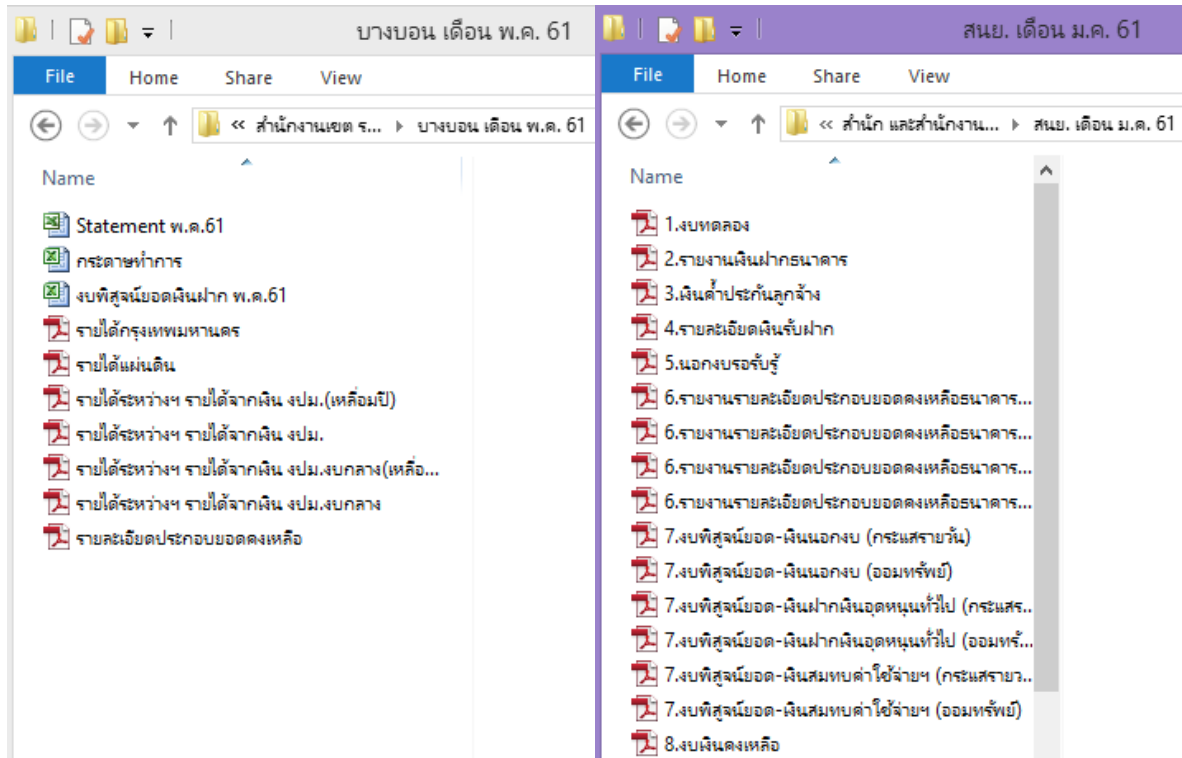 บางบอน เดือน พ.ค. 61
File Home Share View
« สำนักงานเขต ร... บางบอน เดือน พ.ค. 61
Name
Statement พ.ค.61
กระดาษทำการ
งบพิสูจน์ยอดเงินฝาก พ.ค.61
รายได้กรุงเทพมหานคร
รายได้แผ่นดิน
รายได้ระหว่างฯ รายได้จากเงิน งปม.(เหลื่อมปี)
รายได้ระหว่างฯ รายได้จากเงิน งปม.
รายได้ระหว่างฯ รายได้จากเงิน งปม.งบกลาง(เหลื่อ...
รายได้ระหว่างฯ รายได้จากเงิน งปม.งบกลาง
รายละเอียดประกอบยอดคงเหลือ
สนย. เดือน ม.ค. 61
File Home Share View
« สำนัก และสำนักงาน... สนย. เดือน ม.ค. 61
Name
1.งบทดลอง
2.รายงานเงินฝากธนาคาร
3.เงินค้ำประกันลูกจ้าง
4.รายละเอียดเงินรับฝาก
5.นอกงบรอรับรู้
6.รายงานรายละเอียดประกอบยอดคงเหลือธนาคาร...
6.รายงานรายละเอียดประกอบยอดคงเหลือธนาคาร...
6.รายงานรายละเอียดประกอบยอดคงเหลือธนาคาร...
6.รายงานรายละเอียดประกอบยอดคงเหลือธนาคาร...
7.งบพิสูจน์ยอด-เงินนอกงบ (กระแสรายวัน)
7.งบพิสูจน์ยอด-เงินนอกงบ (ออมทรัพย์)
7.งบพิสูจน์ยอด-เงินฝากเงินอุดหนุนทั่วไป (กระแสร...
7.งบพิสูจน์ยอด-เงินฝากเงินอุดหนุนทั่วไป (ออมทรั...
7.งบพิสูจน์ยอด-เงินสมทบค่าใช้จ่ายฯ (กระแสรายว...
7.งบพิสูจน์ยอด-เงินสมทบค่าใช้จ่ายฯ (ออมทรัพย์)
8.งบเงินคงเหลือ